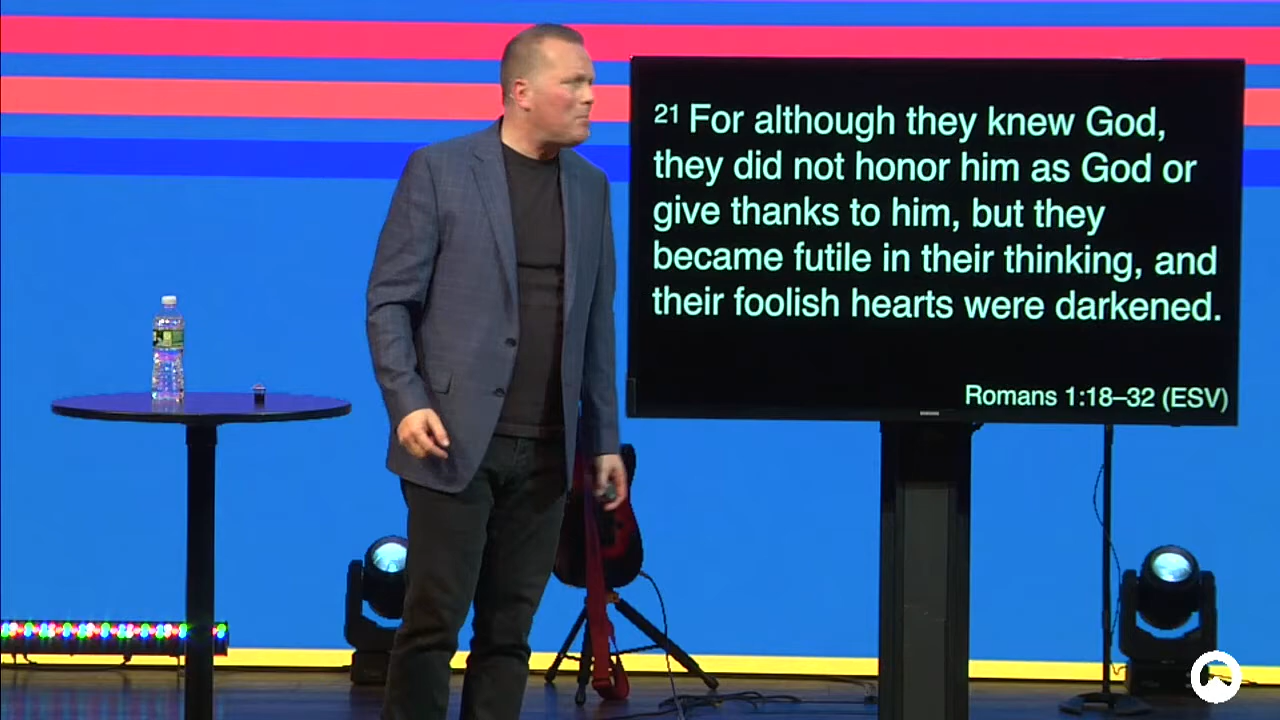 21 For although they knew God,
they did not honor him as God or
give thanks to him, but they
became futile in their thinking, and
their foolish hearts were darkened.
Romans 1:18–32 (ESV)